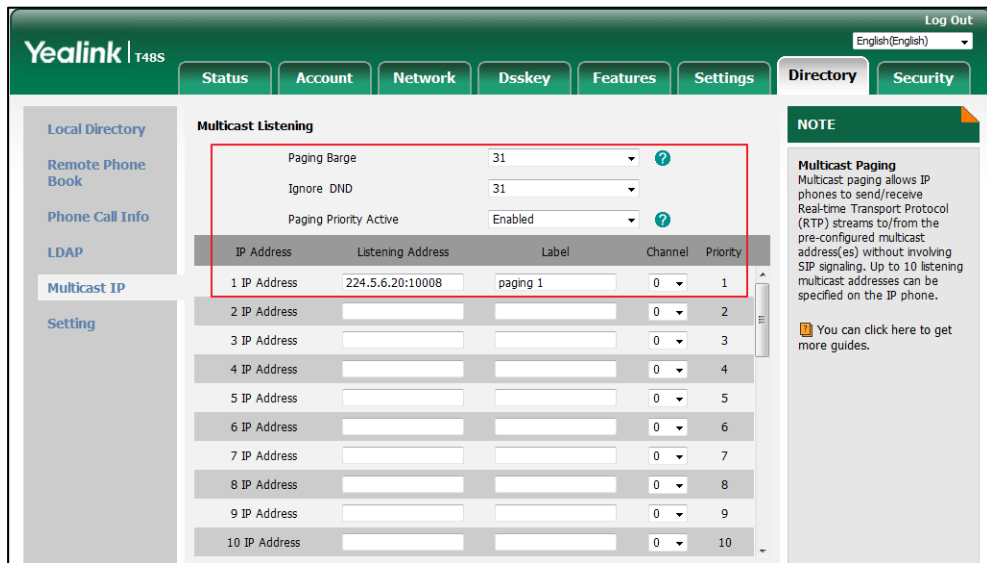 Log Out
English(English)
Yealink T48S
Status Account Network Dsskey Features Settings Directory Security
Local Directory
Remote Phone
Book
Phone Call Info
LDAP
Multicast IP
Setting
Multicast Listening
Paging Barge 31 ?
Ignore DND 31
Paging Priority Active Enabled ?
IP Address Listening Address Label Channel Priority
1 IP Address 224.5.6.20:10008 paging 1 0 1
2 IP Address 0 2
3 IP Address 0 3
4 IP Address 0 4
5 IP Address 0 5
6 IP Address 0 6
7 IP Address 0 7
8 IP Address 0 8
9 IP Address 0 9
10 IP Address 0 10
NOTE
Multicast Paging
Multicast paging allows IP
phones to send/receive
Real-time Transport Protocol
(RTP) streams to/from the
pre-configured multicast
address(es) without involving
SIP signaling. Up to 10 listening
multicast addresses can be
specified on the IP phone.
? You can click here to get
more guides.